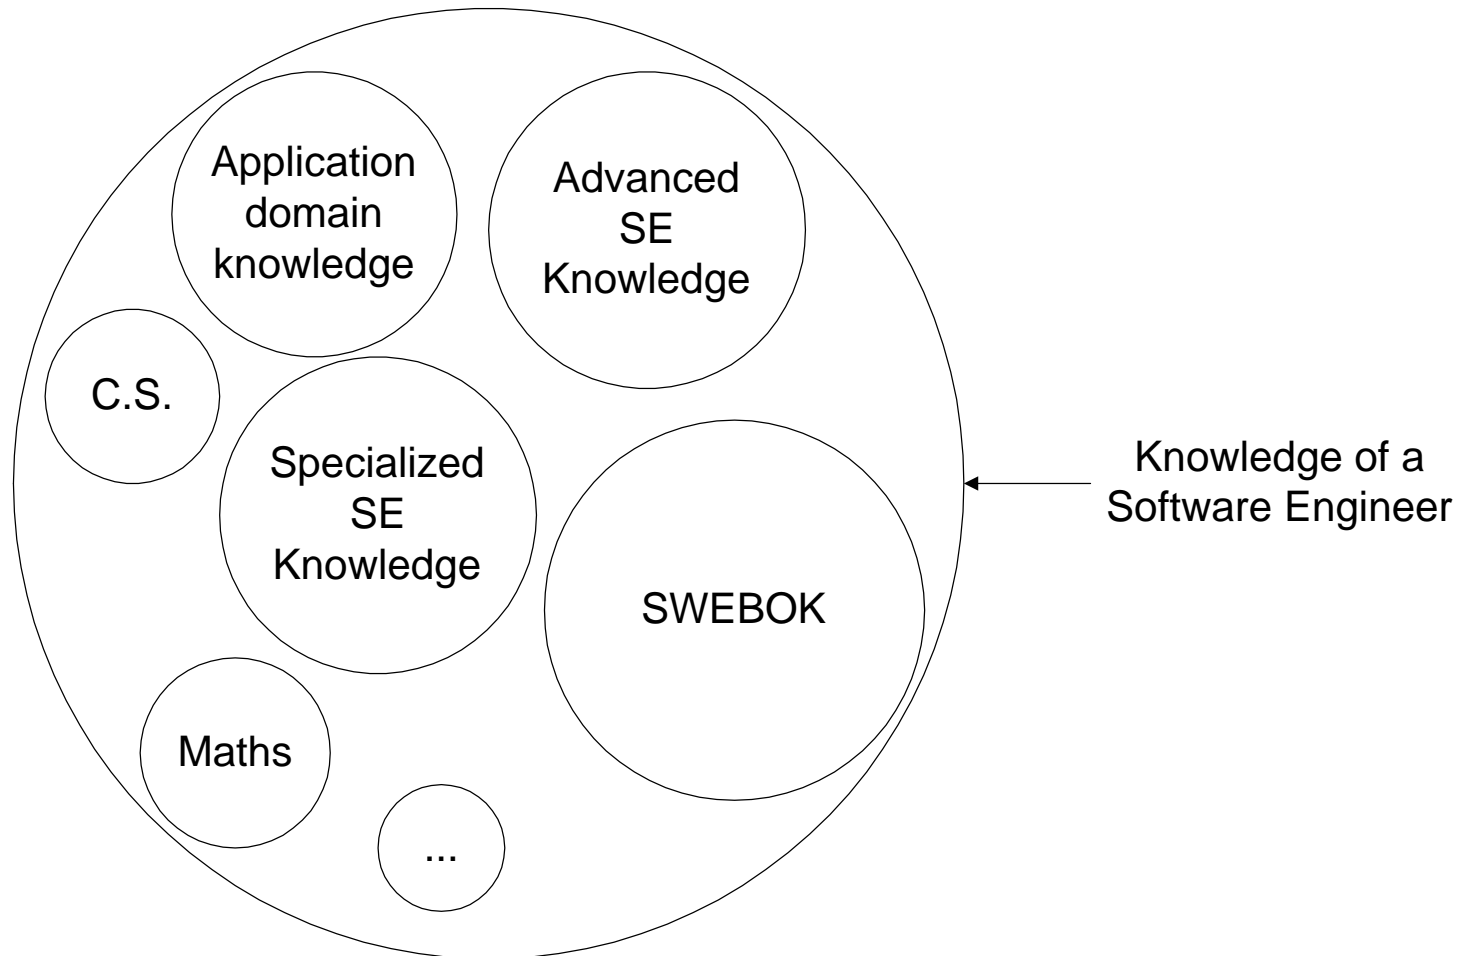 Application
domain
knowledge
Advanced
SE
Knowledge
C.S.
Specialized
SE
Knowledge
Knowledge of a
Software Engineer
SWEBOK
Maths
...